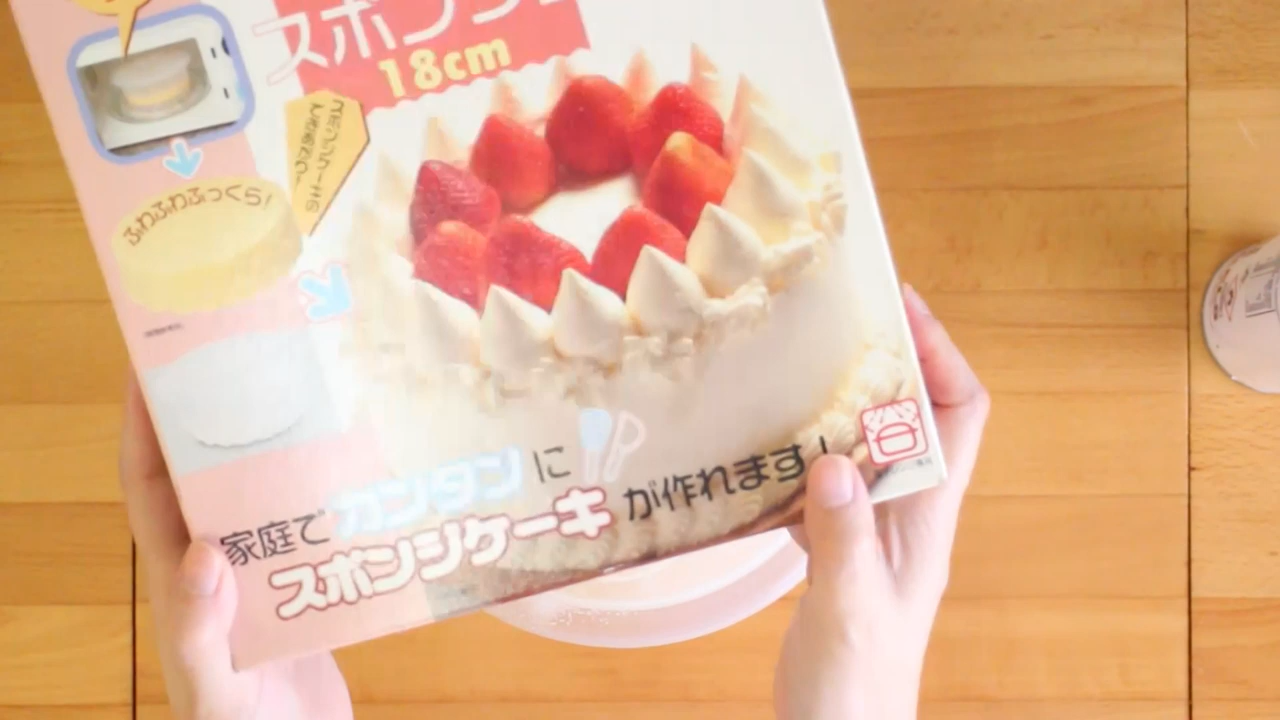 スポンジ
18cm
ふわふわふっくら!
家庭で カンタン に
スポンジケーキ が作れます!